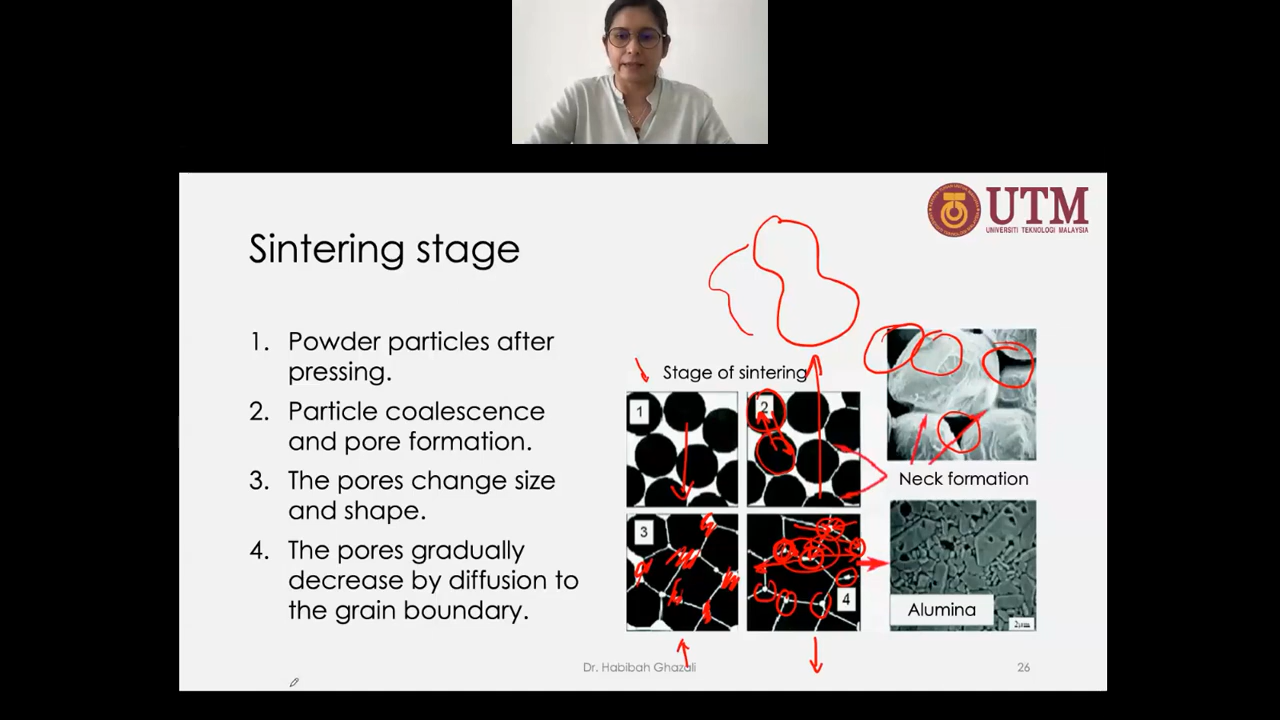 UTM
UNIVERSITI TEKNOLOGI MALAYSIA
Sintering stage
1. Powder particles after
pressing.
2. Particle coalescence
and pore formation.
3. The pores change size
and shape.
4. The pores gradually
decrease by diffusion to
the grain boundary.
Stage of sintering
1
2
3
4
Neck formation
Alumina
2μm
Dr. Habibah Ghazali
26